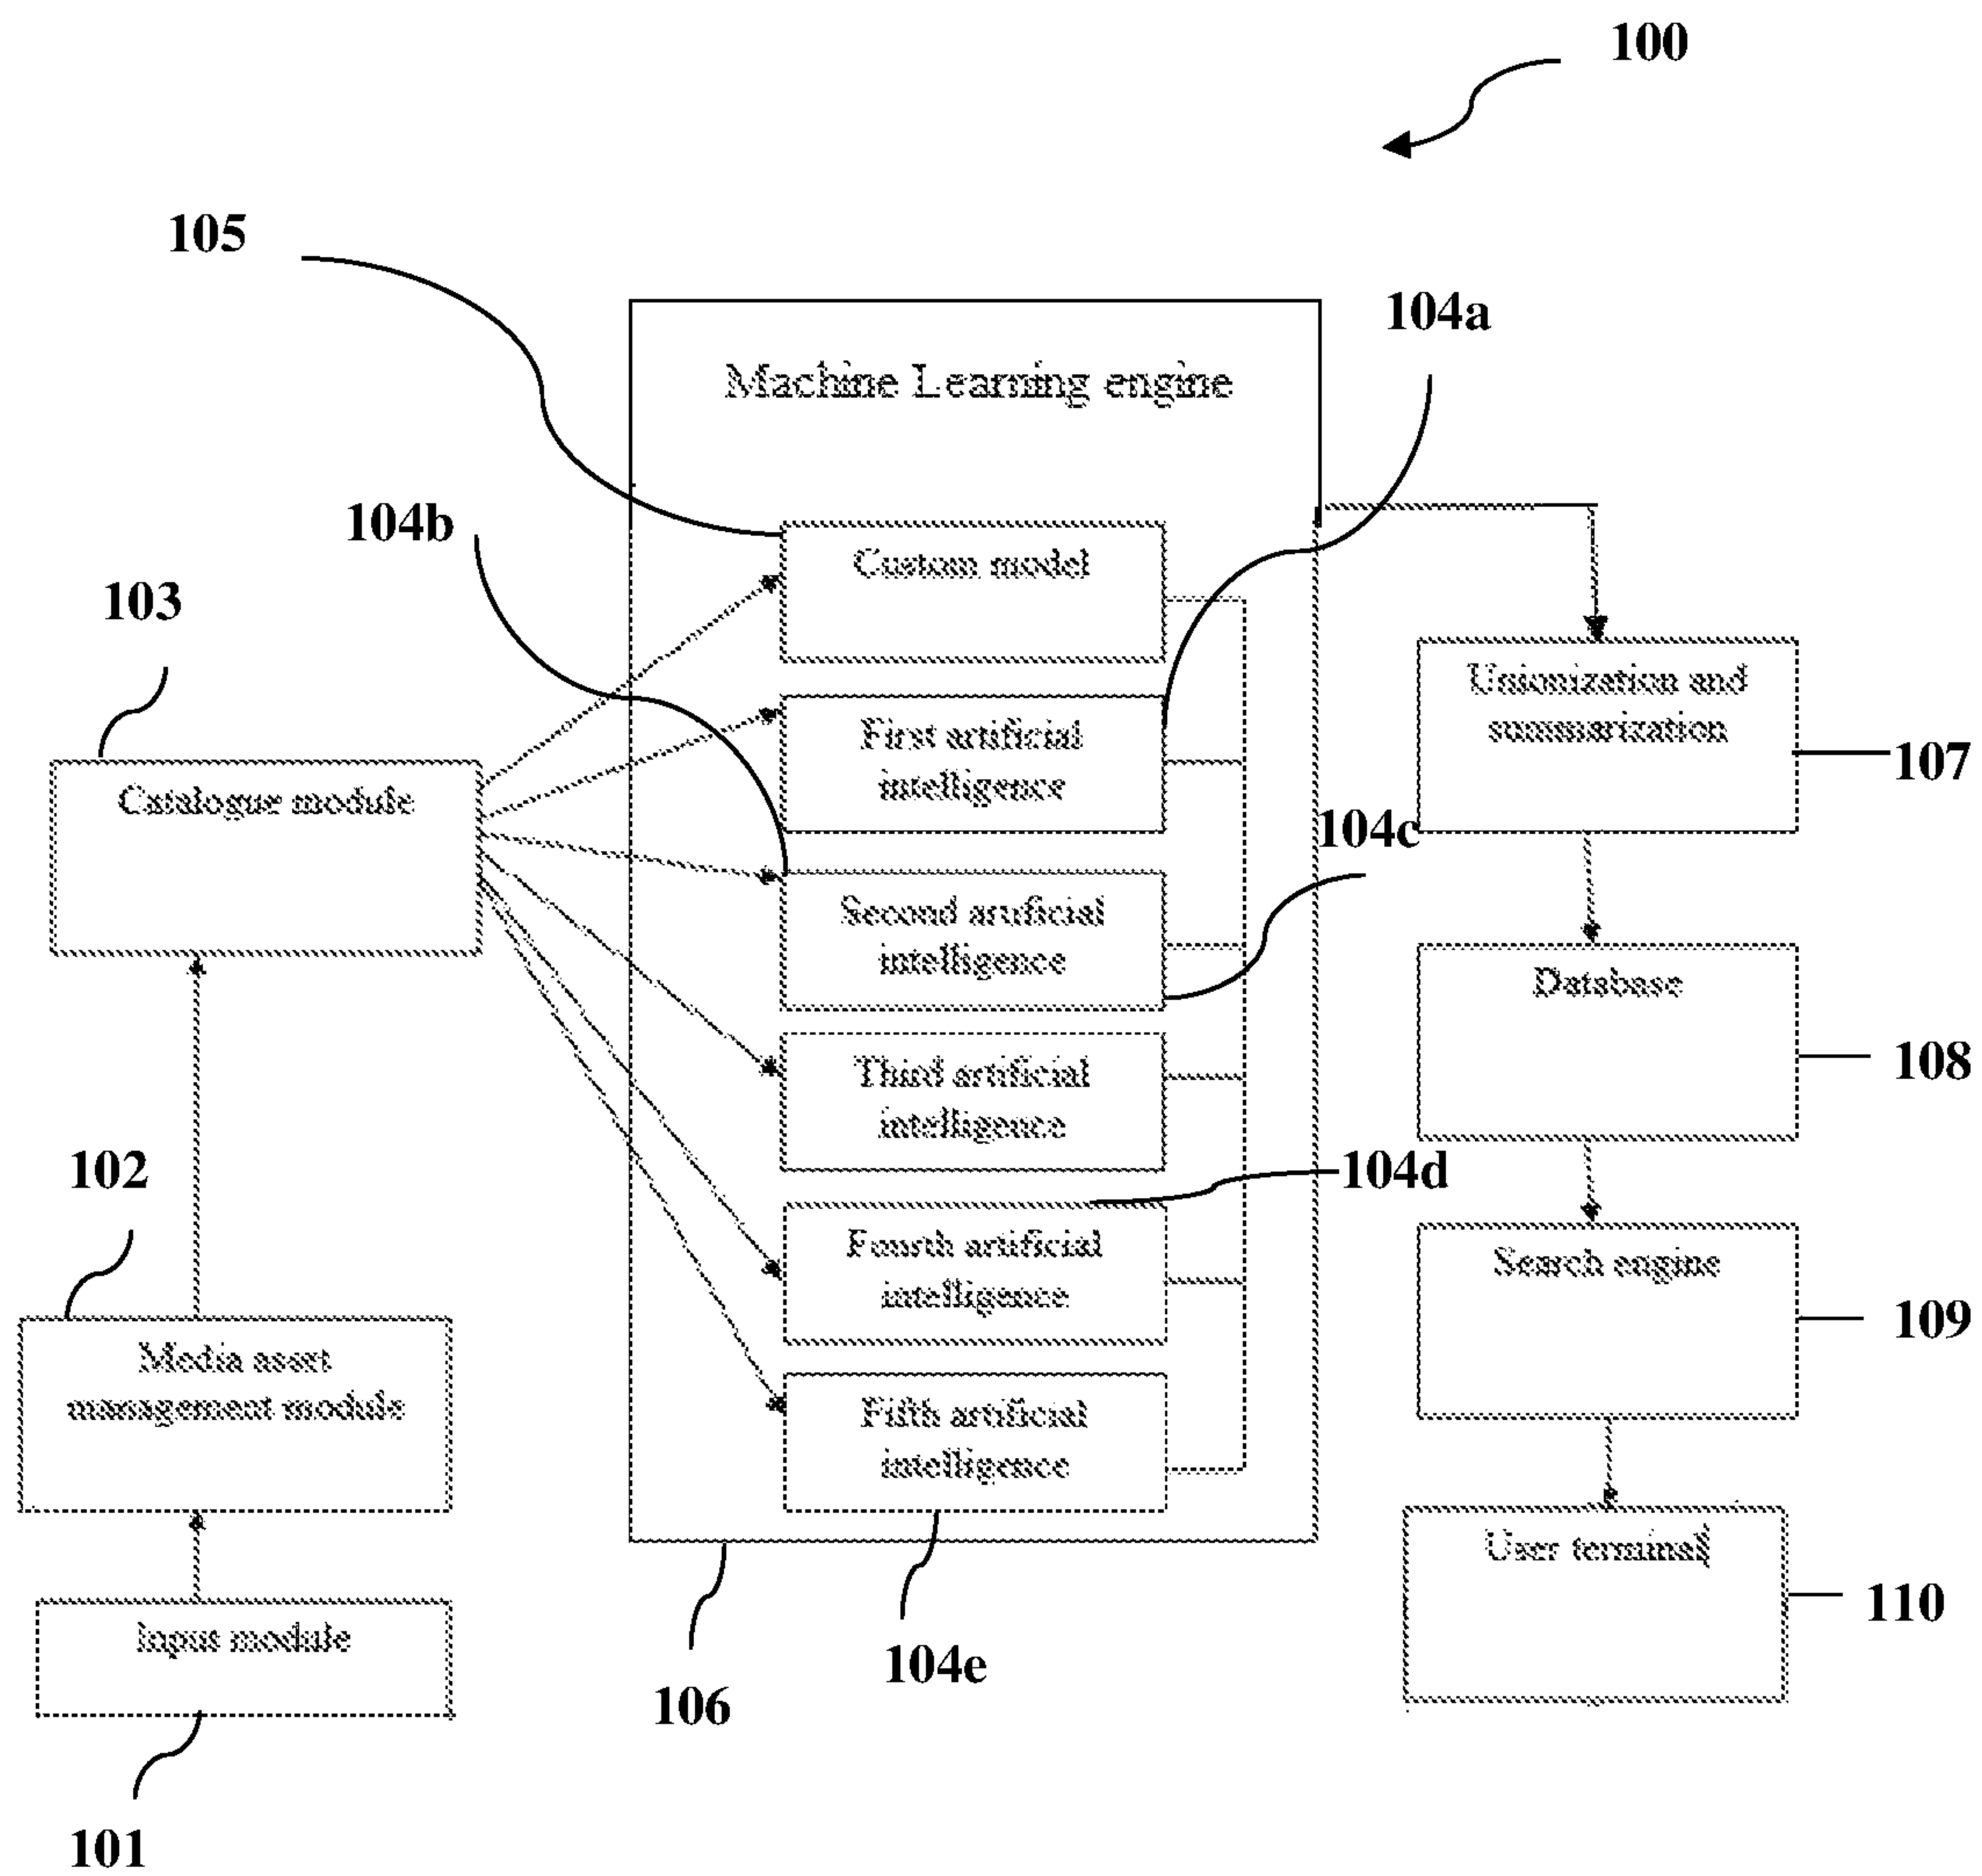 100
105
104a
Machine Learning engine
104b
Custom model
103
Unionization and
summarization
First artificial
intelligence
107
Catalogue module
104c
Second artificial
intelligence
Database
Third artificial
intelligence
108
102
104d
Fourth artificial
intelligence
Search engine
109
Media asset
management module
Fifth artificial
intelligence
User terminal
Input module
110
104e
106
101